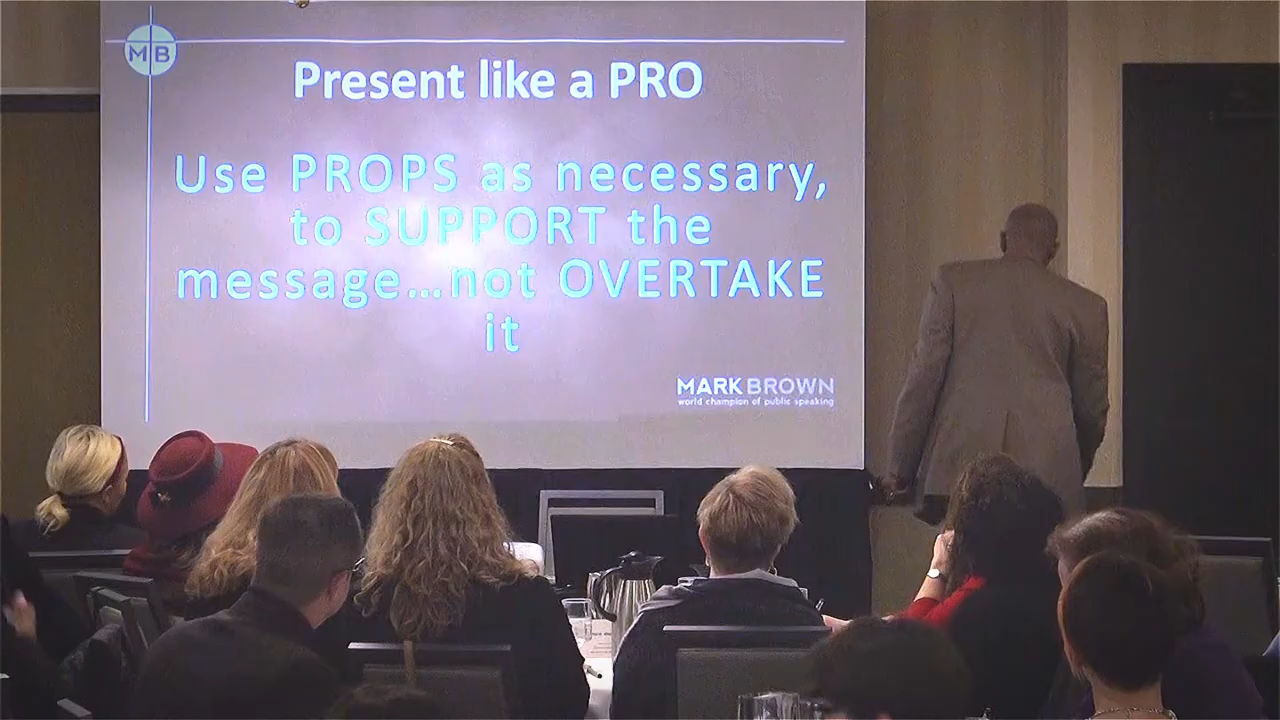 MB
Present like a PRO
Use PROPS as necessary,
to SUPPORT the
message...not OVERTAKE
it
MARK BROWN
world champion of public speaking